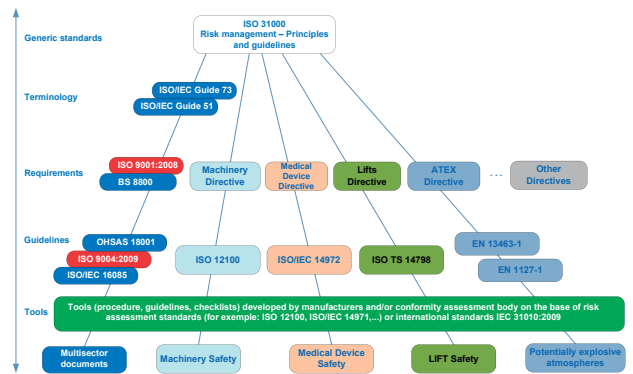 ISO 31000
Risk management – Principles
and guidelines
Generic standards
ISO/IEC Guide 73
Terminology
ISO/IEC Guide 51
Requirements
ISO 9001:2008
BS 8800
Machinery
Directive
Medical
Device
Directive
Lifts
Directive
ATEX
Directive
...
Other
Directives
Guidelines
OHSAS 18001
ISO 9004:2009
ISO/IEC 16085
ISO 12100
ISO/IEC 14972
ISO TS 14798
EN 13463-1
EN 1127-1
Tools
Tools (procedure, guidelines, checklists) developed by manufacturers and/or conformity assessment body on the base of risk
assessment standards (for exemple: ISO 12100, ISO/IEC 14971,...) or international standards IEC 31010:2009
Multisector
documents
Machinery Safety
Medical Device
Safety
LIFT Safety
Potentially explosive
atmospheres